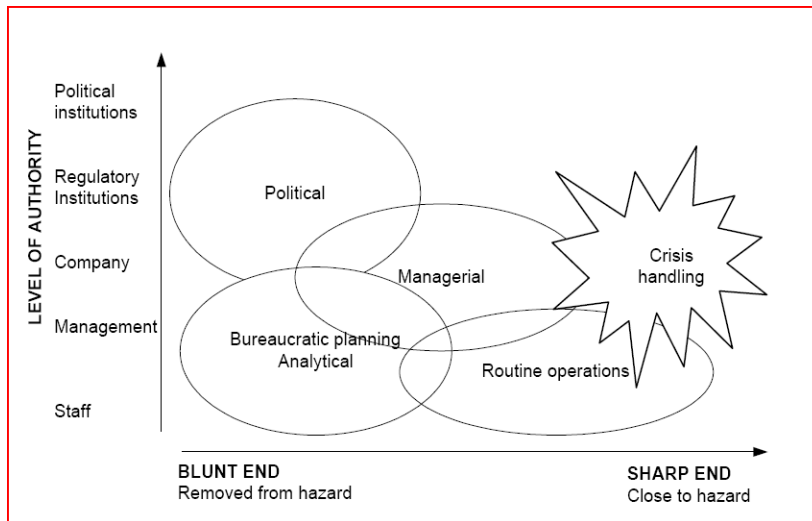 LEVEL OF AUTHORITY
Political
institutions
Regulatory
Institutions
Company
Management
Staff
Political
Managerial
Bureaucratic planning
Analytical
Routine operations
Crisis
handling
BLUNT END
Removed from hazard
SHARP END
Close to hazard